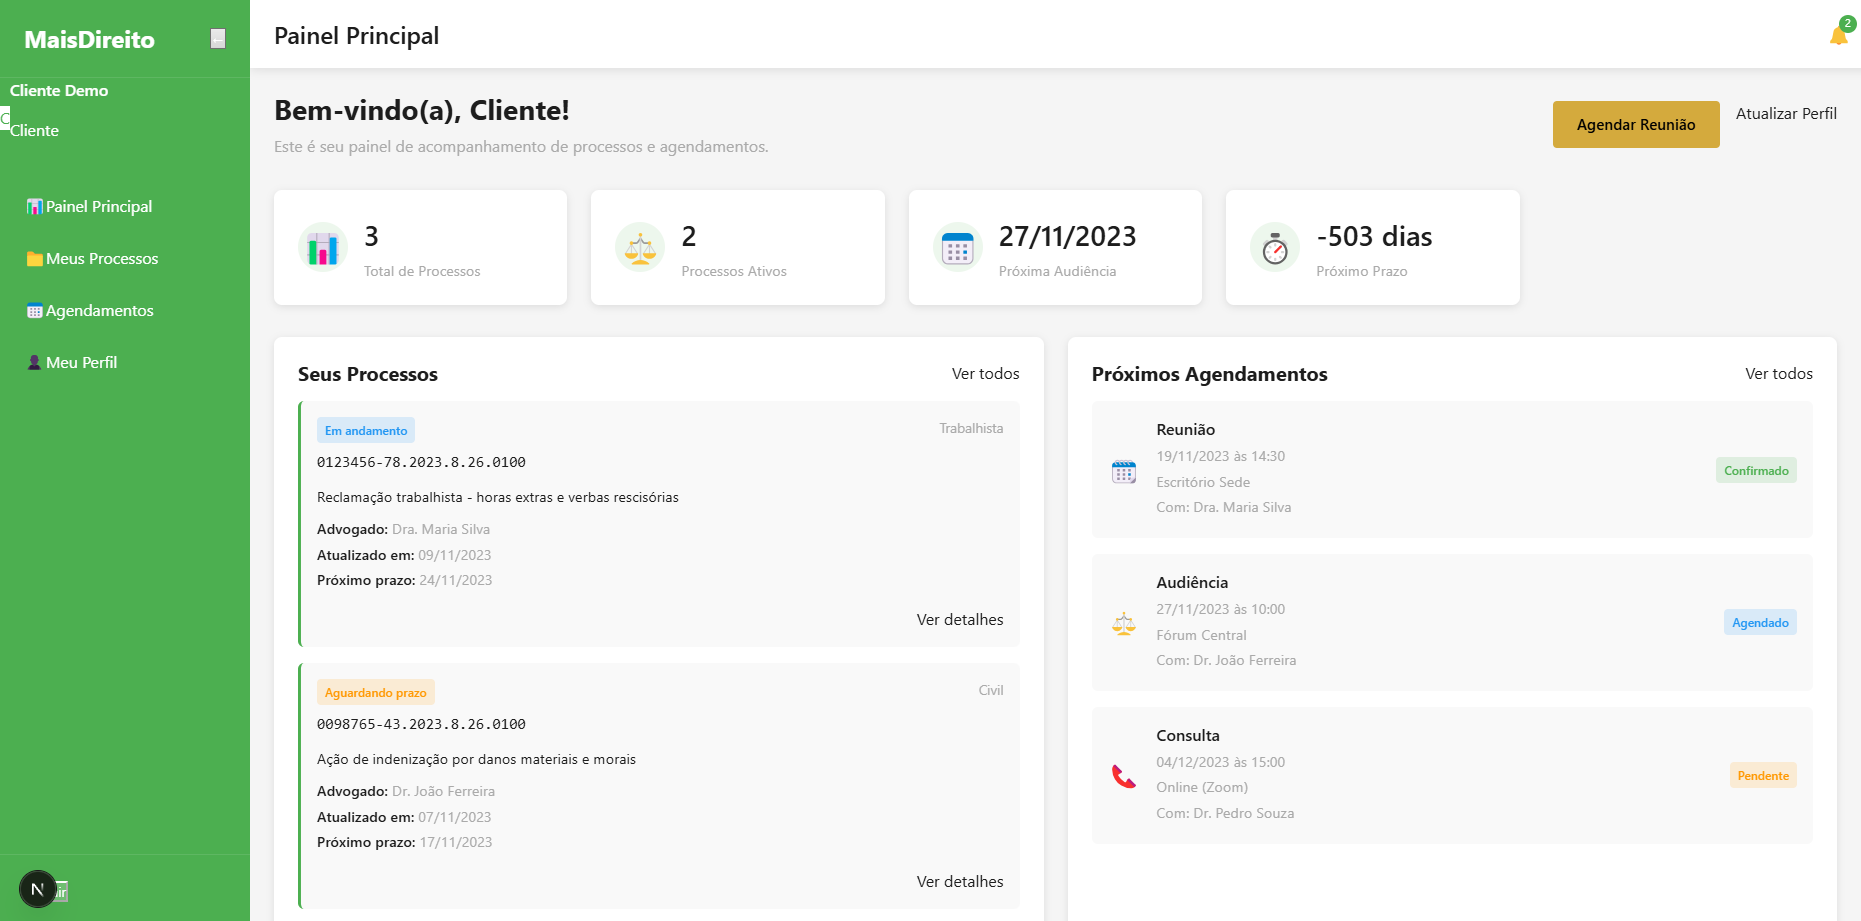 MaisDireito
←
Cliente Demo
C
Cliente
Painel Principal
Meus Processos
Agendamentos
Meu Perfil
N
Painel Principal
2
Bem-vindo(a), Cliente!
Este é seu painel de acompanhamento de processos e agendamentos.
Agendar Reunião
Atualizar Perfil
3
Total de Processos
2
Processos Ativos
27/11/2023
Próxima Audiência
-503 dias
Próximo Prazo
Seus Processos
Ver todos
Em andamento
Trabalhista
0123456-78.2023.8.26.0100
Reclamação trabalhista - horas extras e verbas rescisórias
Advogado: Dra. Maria Silva
Atualizado em: 09/11/2023
Próximo prazo: 24/11/2023
Ver detalhes
Aguardando prazo
Civil
0098765-43.2023.8.26.0100
Ação de indenização por danos materiais e morais
Advogado: Dr. João Ferreira
Atualizado em: 07/11/2023
Próximo prazo: 17/11/2023
Ver detalhes
Próximos Agendamentos
Ver todos
Reunião
19/11/2023 às 14:30
Escritório Sede
Com: Dra. Maria Silva
Confirmado
Audiência
27/11/2023 às 10:00
Fórum Central
Com: Dr. João Ferreira
Agendado
Consulta
04/12/2023 às 15:00
Online (Zoom)
Com: Dr. Pedro Souza
Pendente